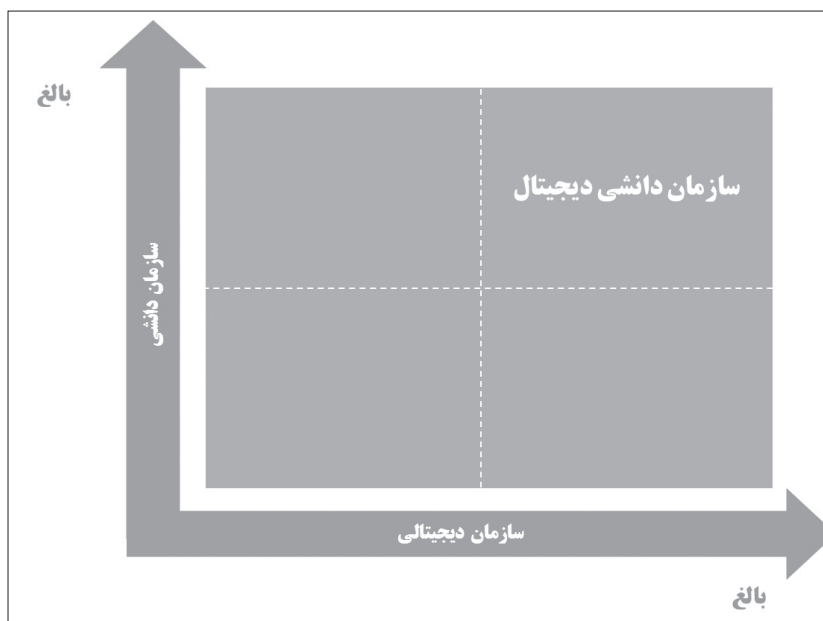 بالغ
سازمان دانشی دیجیتال
سازمان دانشی
سازمان دیجیتالی
بالغ